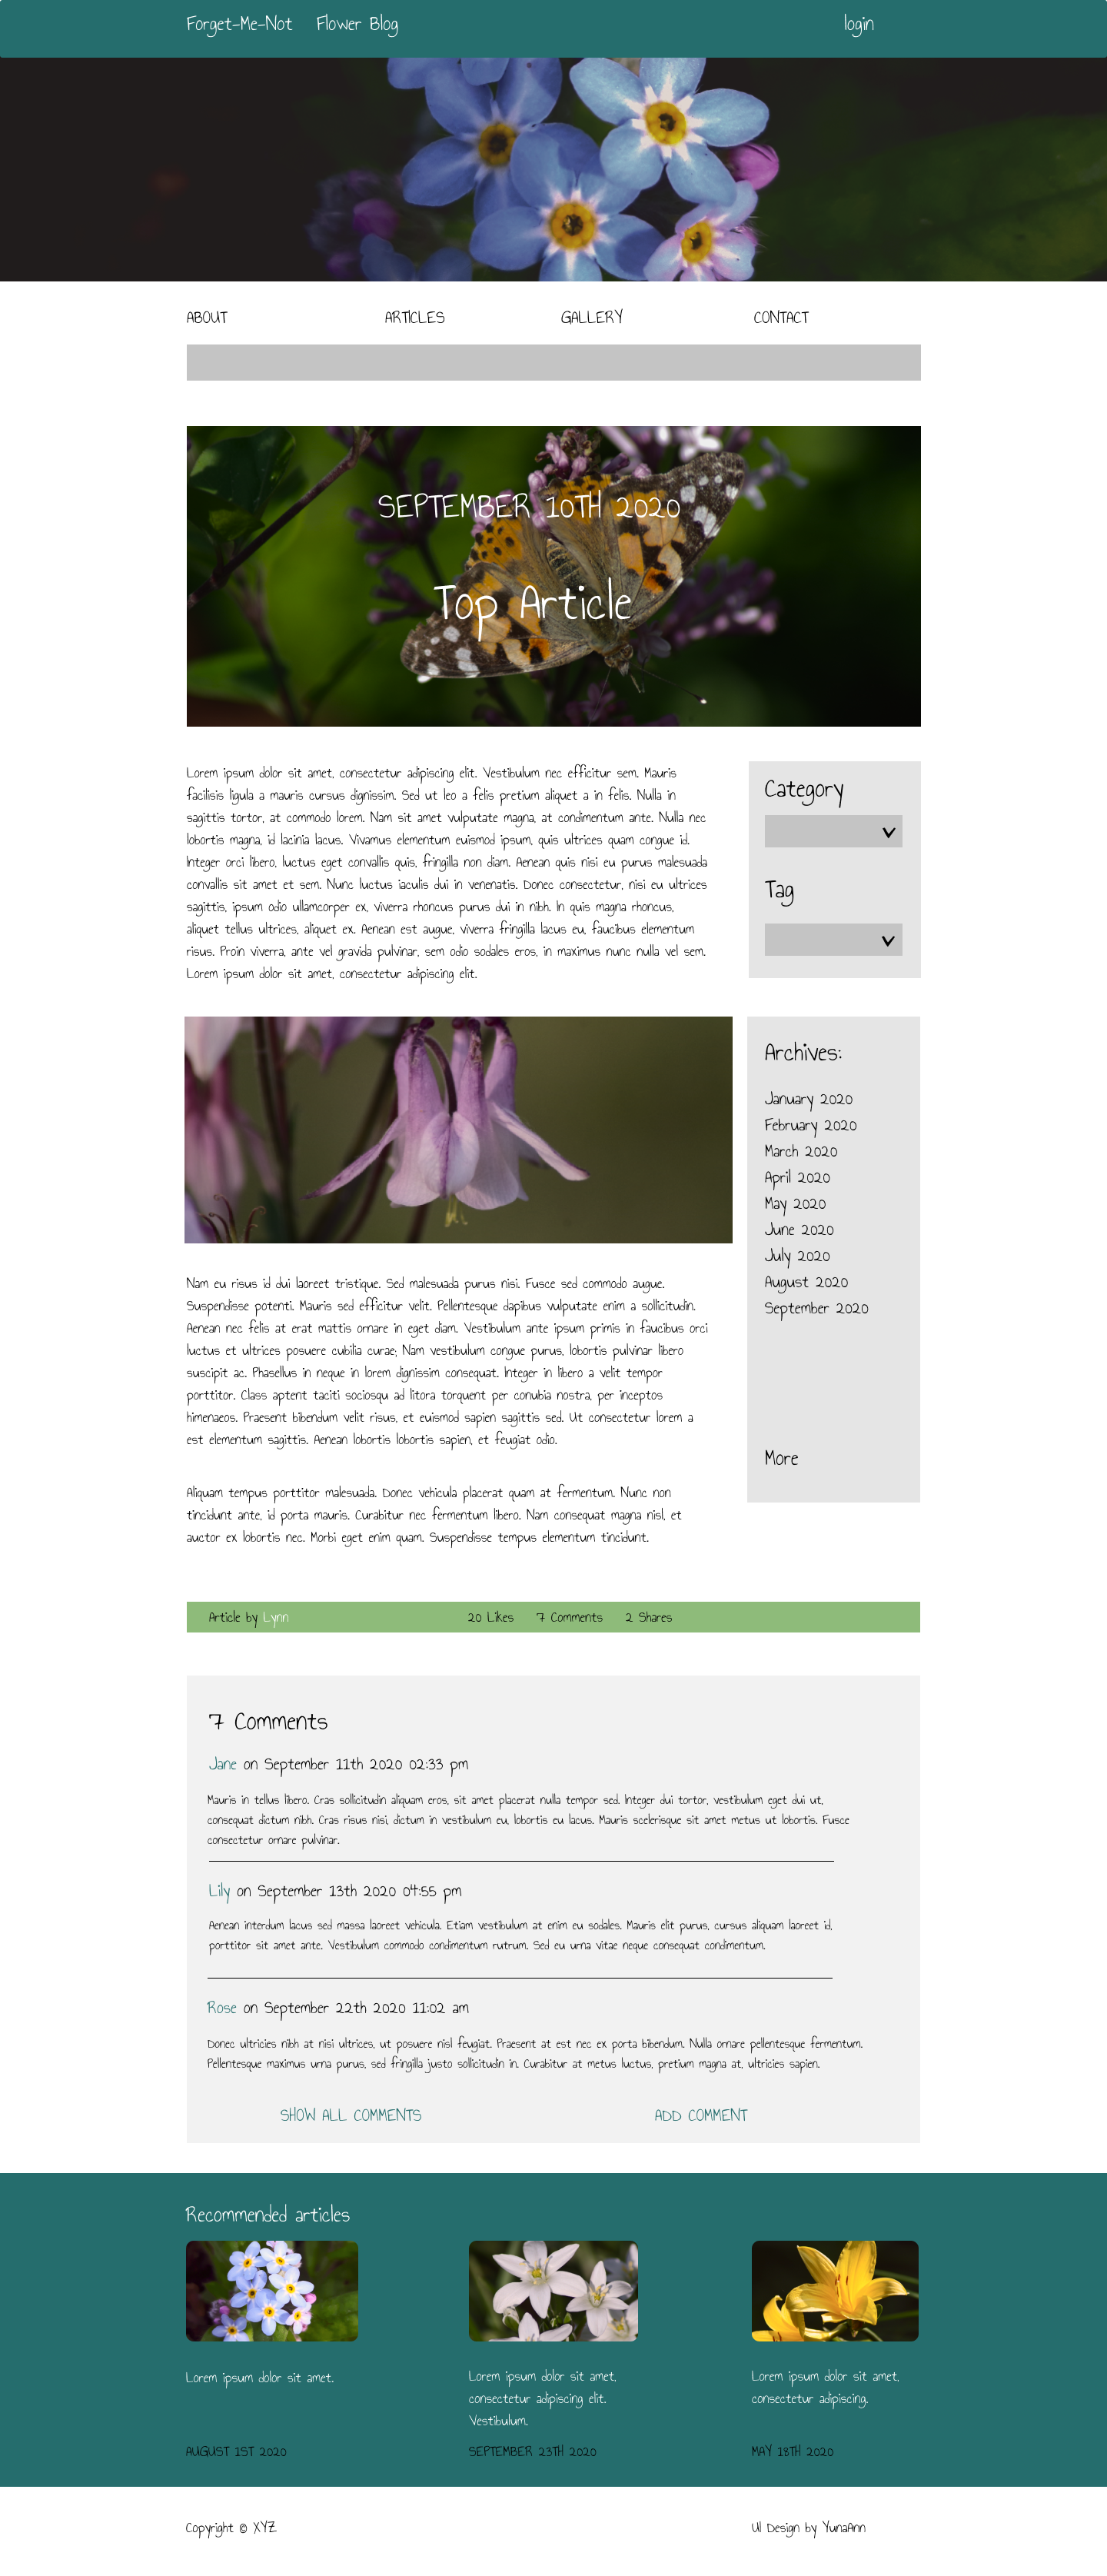 Forget-Me-Not Flower Blog login
ABOUT ARTICLES GALLERY CONTACT
SEPTEMBER 10TH 2020
Top Article
Lorem ipsum dolor sit amet, consectetur adipiscing elit. Vestibulum nec efficitur sem. Mauris
facilisis ligula a mauris cursus dignissim. Sed ut leo a felis pretium aliquet a in felis. Nulla in
sagittis tortor, at commodo lorem. Nam sit amet vulputate magna, at condimentum ante. Nulla nec
lobortis magna, id lacinia lacus. Vivamus elementum euismod ipsum, quis ultrices quam congue id.
Integer orci libero, luctus eget convallis quis, fringilla non diam. Aenean quis nisi eu purus malesuada
convallis sit amet et sem. Nunc luctus iaculis dui in venenatis. Donec consectetur, nisi eu ultrices
sagittis, ipsum odio ullamcorper ex, viverra rhoncus purus dui in nibh. In quis magna rhoncus,
aliquet tellus ultrices, aliquet ex. Aenean est augue, viverra fringilla lacus eu, faucibus elementum
risus. Proin viverra, ante vel gravida pulvinar, sem odio sodales eros, in maximus nunc nulla vel sem.
Lorem ipsum dolor sit amet, consectetur adipiscing elit.
Category
Tag
Archives:
January 2020
February 2020
March 2020
April 2020
May 2020
June 2020
July 2020
August 2020
September 2020
More
Nam eu risus id dui laoreet tristique. Sed malesuada purus nisi. Fusce sed commodo augue.
Suspendisse potenti. Mauris sed efficitur velit. Pellentesque dapibus vulputate enim a sollicitudin.
Aenean nec felis at erat mattis ornare in eget diam. Vestibulum ante ipsum primis in faucibus orci
luctus et ultrices posuere cubilia curae; Nam vestibulum congue purus, lobortis pulvinar libero
suscipit ac. Phasellus in neque in lorem dignissim consequat. Integer in libero a velit tempor
porttitor. Class aptent taciti sociosqu ad litora torquent per conubia nostra, per inceptos
himenaeos. Praesent bibendum velit risus, et euismod sapien sagittis sed. Ut consectetur lorem a
est elementum sagittis. Aenean lobortis lobortis sapien, et feugiat odio.
Aliquam tempus porttitor malesuada. Donec vehicula placerat quam at fermentum. Nunc non
tincidunt ante, id porta mauris. Curabitur nec fermentum libero. Nam consequat magna nisl, et
auctor ex lobortis nec. Morbi eget enim quam. Suspendisse tempus elementum tincidunt.
Article by Lynn 20 Likes 7 Comments 2 Shares
7 Comments
Jane on September 11th 2020 02:33 pm
Mauris in tellus libero. Cras sollicitudin aliquam eros, sit amet placerat nulla tempor sed. Integer dui tortor, vestibulum eget dui ut,
consequat dictum nibh. Cras risus nisi, dictum in vestibulum eu, lobortis eu lacus. Mauris scelerisque sit amet metus ut lobortis. Fusce
consectetur ornare pulvinar.
Lily on September 13th 2020 04:55 pm
Aenean interdum lacus sed massa laoreet vehicula. Etiam vestibulum at enim eu sodales. Mauris elit purus, cursus aliquam laoreet id,
porttitor sit amet ante. Vestibulum commodo condimentum rutrum. Sed eu urna vitae neque consequat condimentum.
Rose on September 22th 2020 11:02 am
Donec ultricies nibh at nisi ultrices, ut posuere nisl feugiat. Praesent at est nec ex porta bibendum. Nulla ornare pellentesque fermentum.
Pellentesque maximus urna purus, sed fringilla justo sollicitudin in. Curabitur at metus luctus, pretium magna at, ultricies sapien.
SHOW ALL COMMENTS ADD COMMENT
Recommended articles
Lorem ipsum dolor sit amet.
AUGUST 1ST 2020
Lorem ipsum dolor sit amet,
consectetur adipiscing elit.
Vestibulum.
SEPTEMBER 23TH 2020
Lorem ipsum dolor sit amet,
consectetur adipiscing.
MAY 18TH 2020
Copyright © XYZ UI Design by YunaAnn